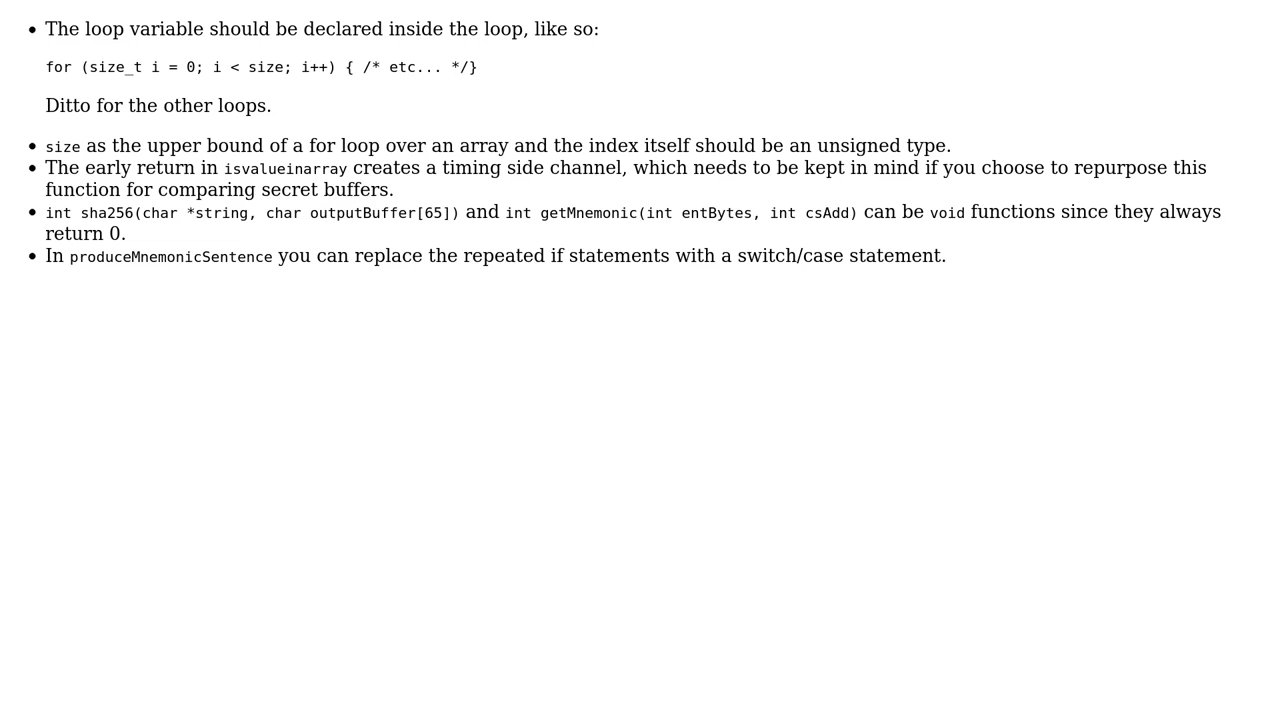 • The loop variable should be declared inside the loop, like so:
for (size_t i = 0; i < size; i++) { /* etc... */}
Ditto for the other loops.
• size as the upper bound of a for loop over an array and the index itself should be an unsigned type.
• The early return in isvalueinarray creates a timing side channel, which needs to be kept in mind if you choose to repurpose this
function for comparing secret buffers.
• int sha256(char *string, char outputBuffer[65]) and int getMnemonic(int entBytes, int csAdd) can be void functions since they always
return 0.
• In produceMnemonicSentence you can replace the repeated if statements with a switch/case statement.